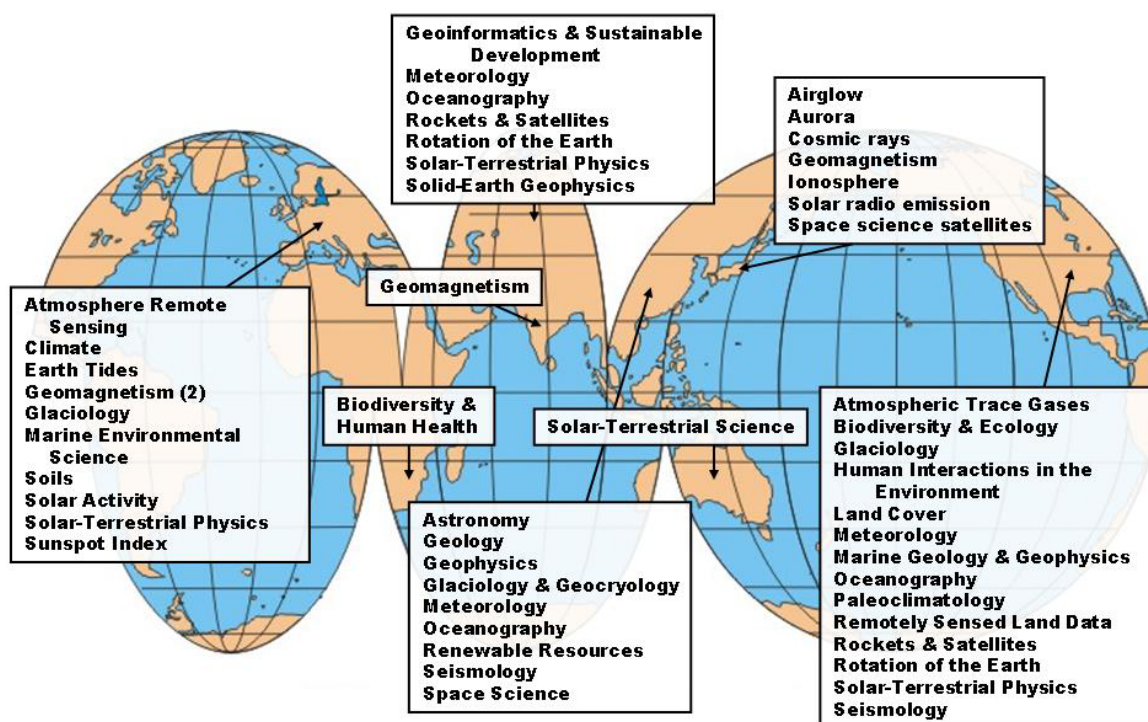 Geoinformatics & Sustainable
Development
Meteorology
Oceanography
Rockets & Satellites
Rotation of the Earth
Solar-Terrestrial Physics
Solid-Earth Geophysics
Airglow
Aurora
Cosmic rays
Geomagnetism
Ionosphere
Solar radio emission
Space science satellites
Geomagnetism
Atmosphere Remote
Sensing
Climate
Earth Tides
Geomagnetism (2)
Glaciology
Marine Environmental
Science
Soils
Solar Activity
Solar-Terrestrial Physics
Sunspot Index
Biodiversity &
Human Health
Solar-Terrestrial Science
Astronomy
Geology
Geophysics
Glaciology & Geocryology
Meteorology
Oceanography
Renewable Resources
Seismology
Space Science
Atmospheric Trace Gases
Biodiversity & Ecology
Glaciology
Human Interactions in the
Environment
Land Cover
Meteorology
Marine Geology & Geophysics
Oceanography
Paleoclimatology
Remotely Sensed Land Data
Rockets & Satellites
Rotation of the Earth
Solar-Terrestrial Physics
Seismology